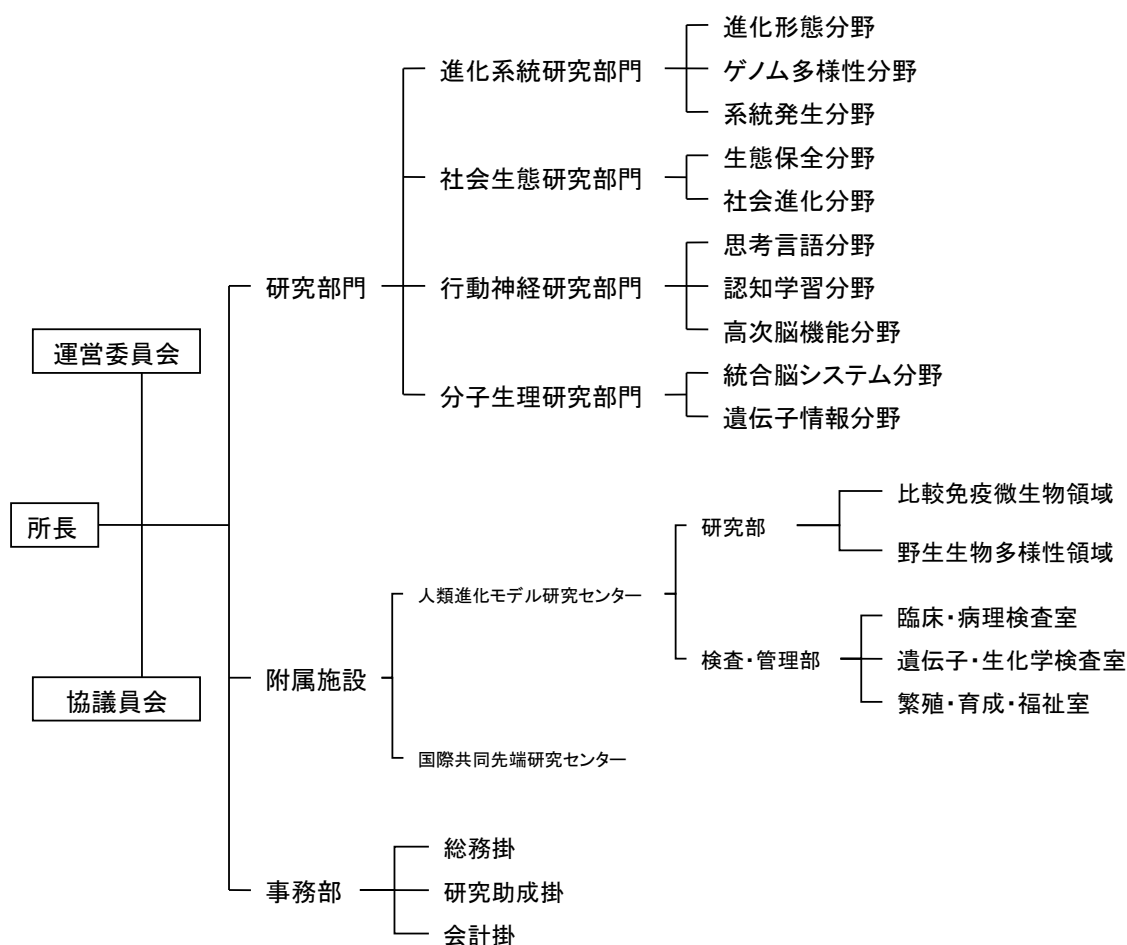 進化形態分野
進化系統研究部門
ゲノム多様性分野
系統発生分野
生態保全分野
社会生態研究部門
社会進化分野
思考言語分野
研究部門
行動神経研究部門
認知学習分野
高次脳機能分野
運営委員会
統合脳システム分野
分子生理研究部門
遺伝子情報分野
所長
比較免疫微生物領域
研究部
野生生物多様性領域
人類進化モデル研究センター
臨床・病理検査室
検査・管理部
遺伝子・生化学検査室
繁殖・育成・福祉室
附属施設
協議員会
国際共同先端研究センター
総務掛
事務部
研究助成掛
会計掛